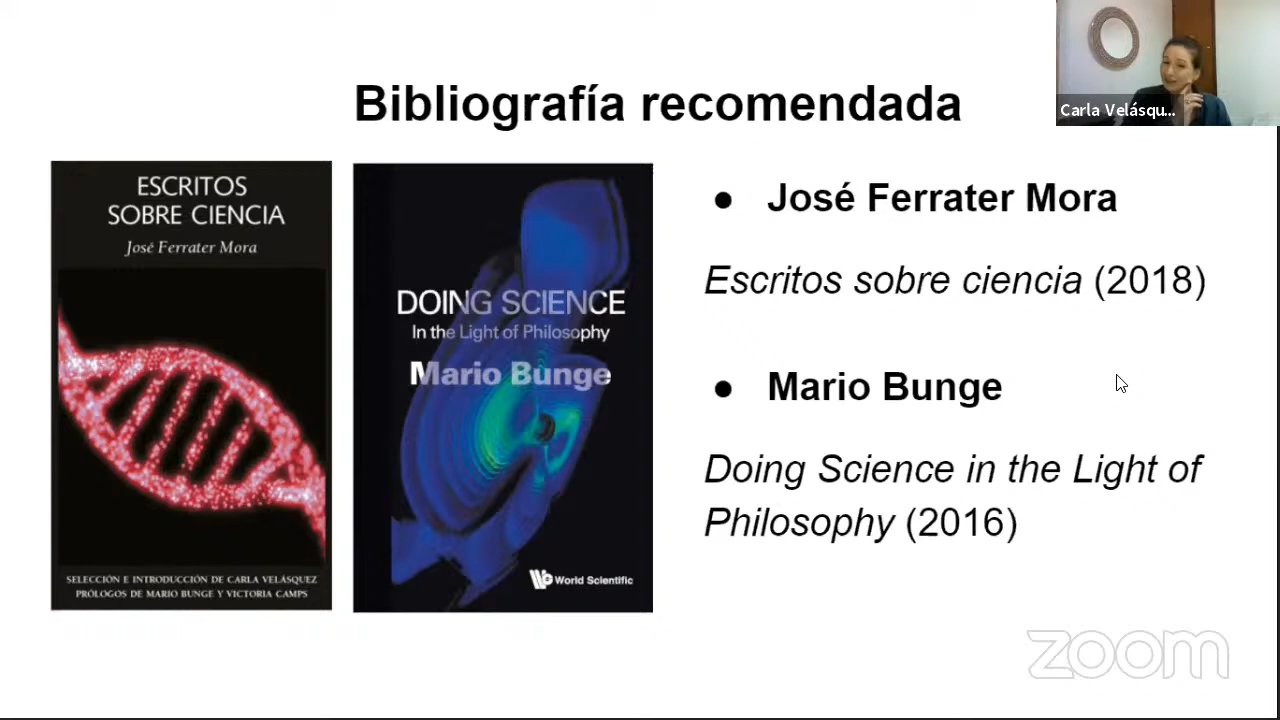 Carla Velásqu...
Bibliografía recomendada
ESCRITOS
SOBRE CIENCIA
José Ferrater Mora
SELECCIÓN E INTRODUCCIÓN DE CARLA VELÁSQUEZ
PRÓLOGOS DE MARIO BUNGE Y VICTORIA CAMPS
DOING SCIENCE
In the Light of Philosophy
Mario Bunge
World Scientific
● José Ferrater Mora
Escritos sobre ciencia (2018)
● Mario Bunge
Doing Science in the Light of
Philosophy (2016)
zoom